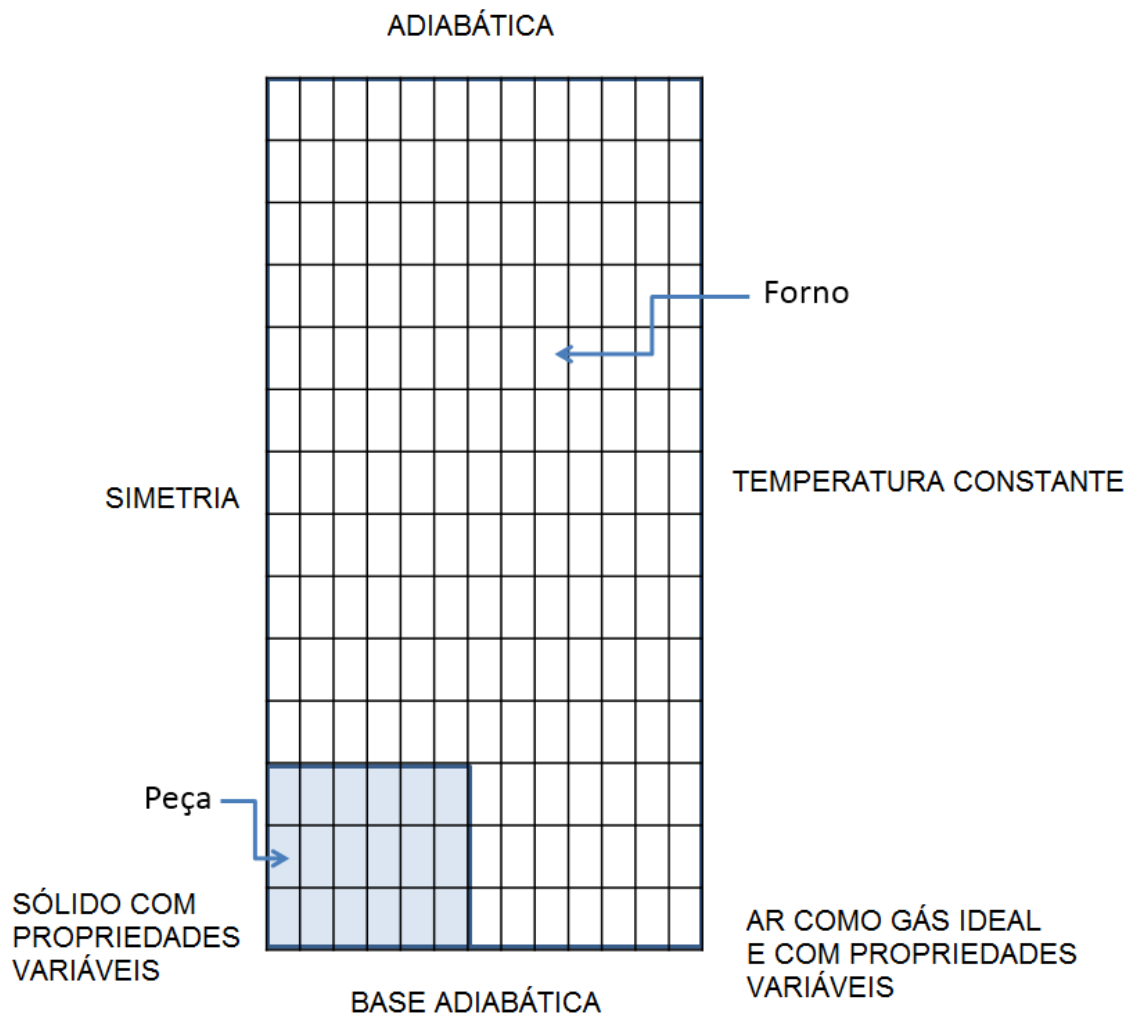 ADIABÁTICA
Forno
SIMETRIA
TEMPERATURA CONSTANTE
Peça
SÓLIDO COM
PROPRIEDADES
VARIÁVEIS
AR COMO GÁS IDEAL
E COM PROPRIEDADES
VARIÁVEIS
BASE ADIABÁTICA